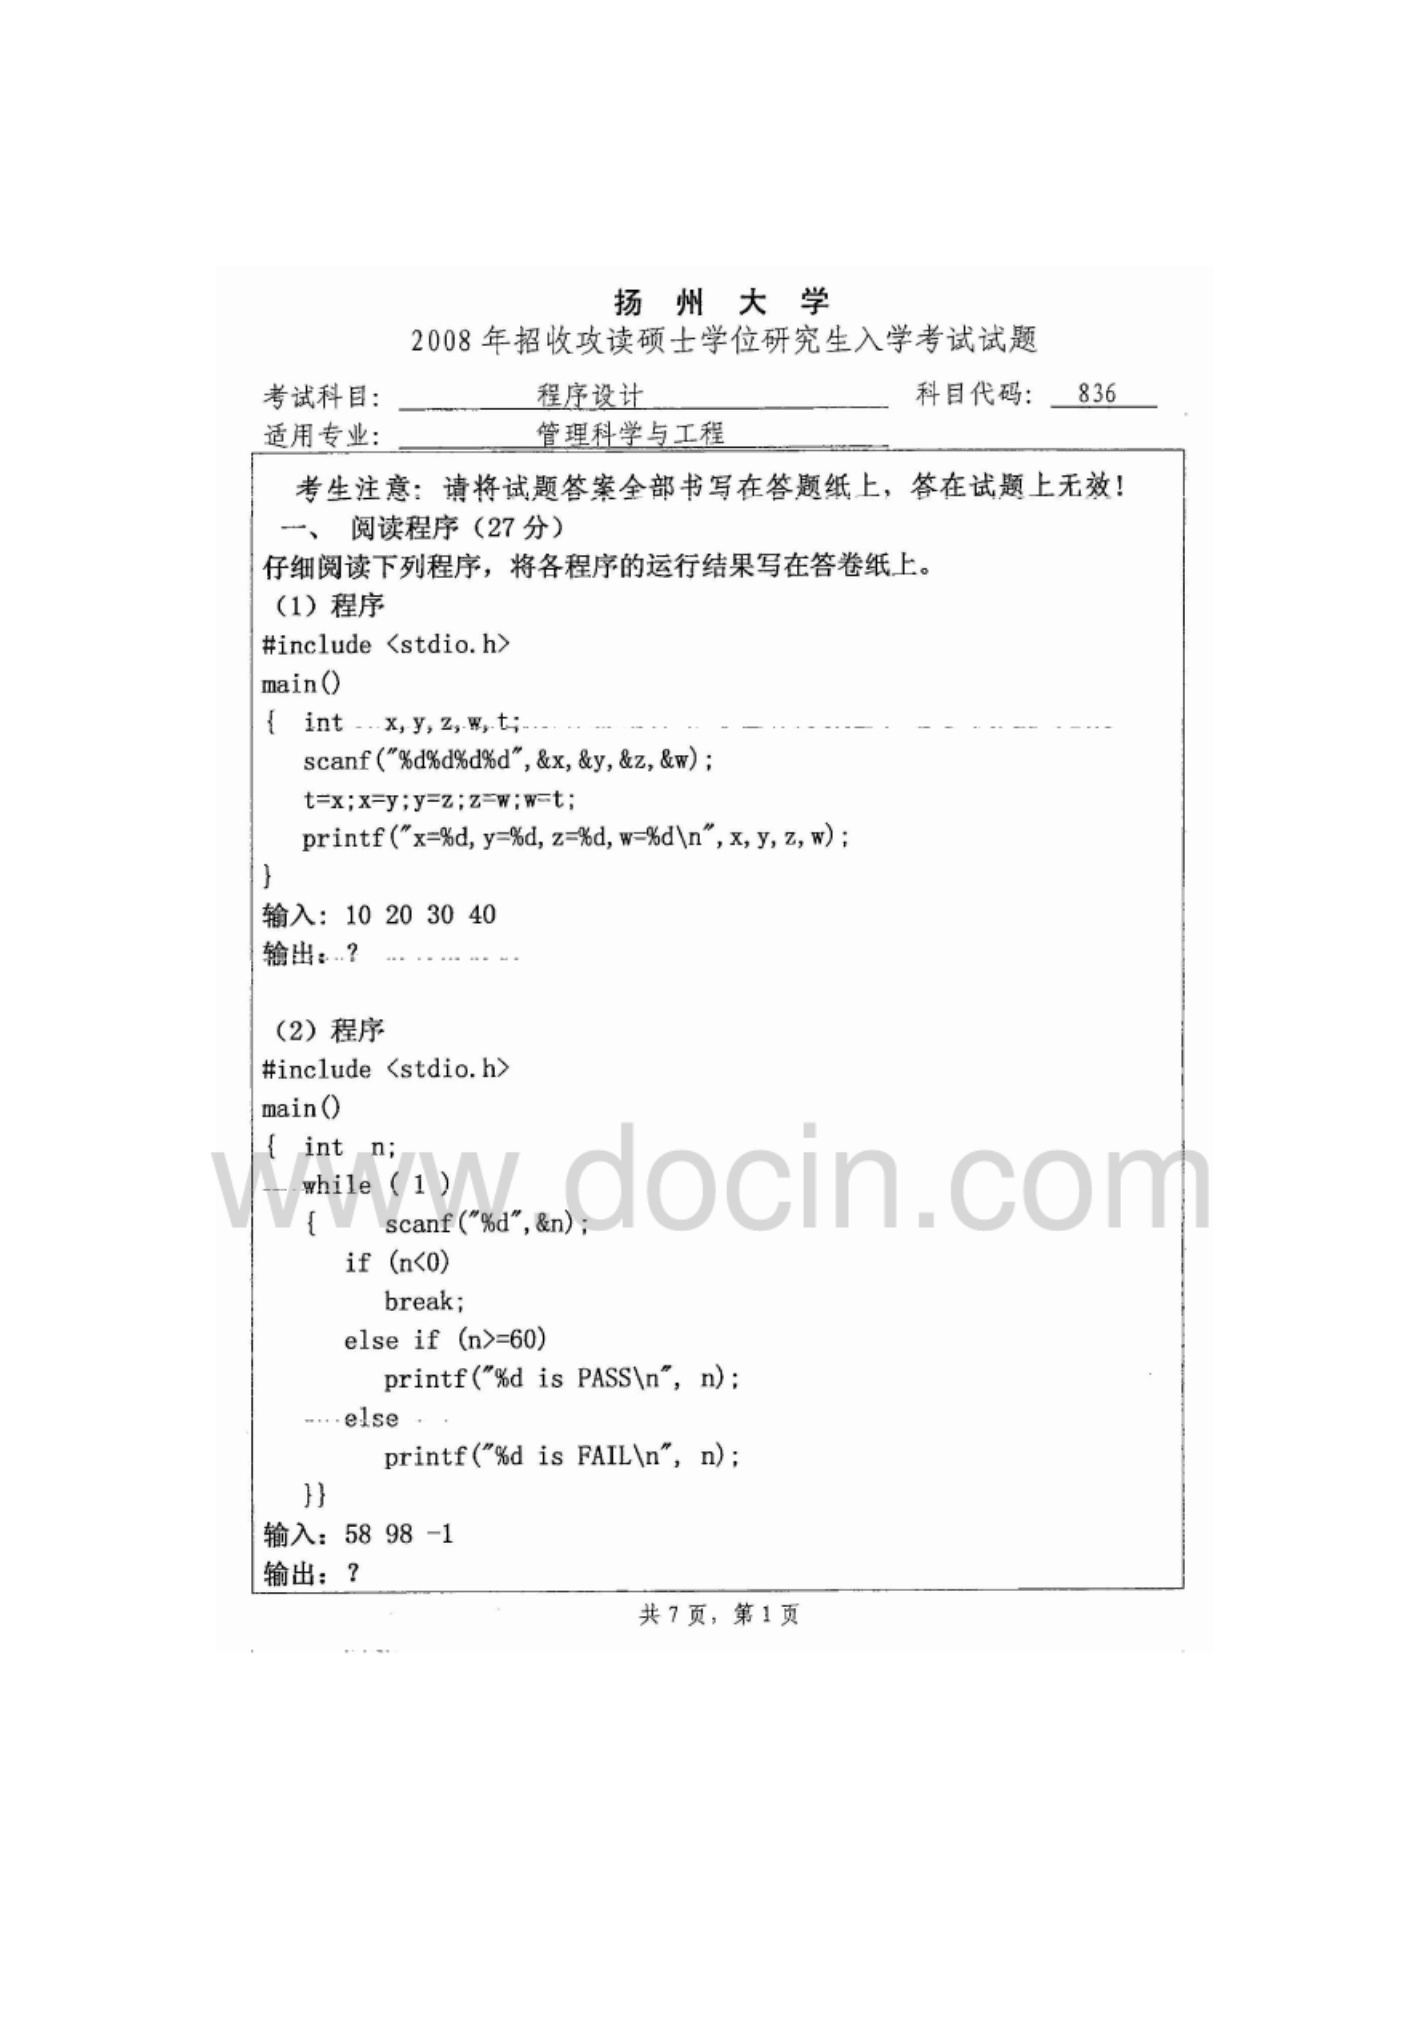 扬 州 大 学
2008 年招收攻读硕士学位研究生入学考试试题
考试科目: 程序设计 科目代码: 836
适用专业: 管理科学与工程
考生注意: 请将试题答案全部书写在答题纸上, 答在试题上无效!
一、 阅读程序（27 分）
仔细阅读下列程序，将各程序的运行结果写在答卷纸上。
（1）程序
#include <stdio.h>
main()
{ int x,y,z,w,t;
scanf("%d%d%d%d",&x,&y,&z,&w);
t=x;x=y;y=z;z=w;w=t;
printf("x=%d,y=%d,z=%d,w=%d\n",x,y,z,w);
}
输入: 10 20 30 40
输出: ?
（2）程序
#include <stdio.h>
main()
{ int n;
while ( 1 )
{ scanf("%d",&n);
if (n<0)
break;
else if (n>=60)
printf("%d is PASS\n", n);
else
printf("%d is FAIL\n", n);
}}
输入: 58 98 -1
输出: ?
共 7 页, 第 1 页
www.docin.com